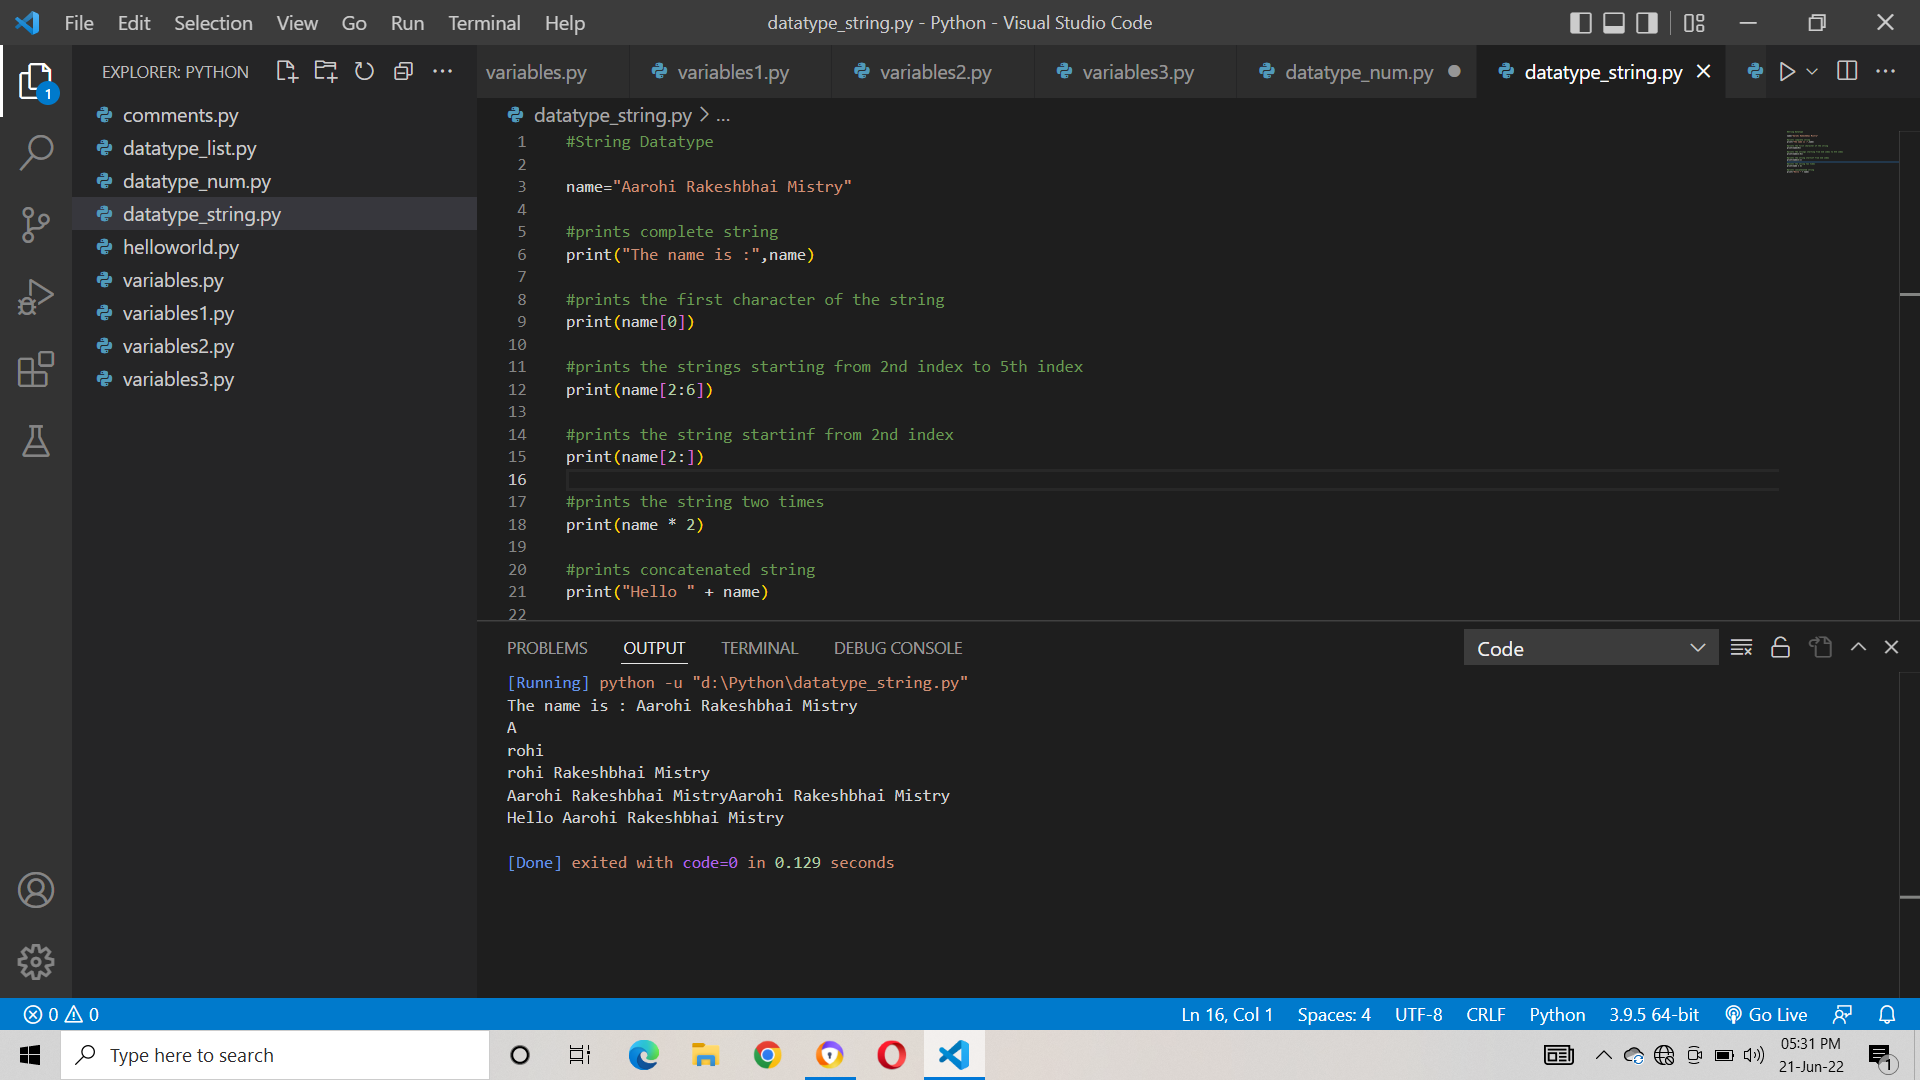 File Edit Selection View Go Run Terminal Help datatype_string.py - Python - Visual Studio Code
EXPLORER: PYTHON
1
comments.py
datatype_list.py
datatype_num.py
datatype_string.py
helloworld.py
variables.py
variables1.py
variables2.py
variables3.py
variables.py variables1.py variables2.py variables3.py datatype_num.py datatype_string.py
datatype_string.py > ...
1 #String Datatype
2
3 name="Aarohi Rakeshbhai Mistry"
4
5 #prints complete string
6 print("The name is :",name)
7
8 #prints the first character of the string
9 print(name[0])
10
11 #prints the strings starting from 2nd index to 5th index
12 print(name[2:6])
13
14 #prints the string startinf from 2nd index
15 print(name[2:])
16
17 #prints the string two times
18 print(name * 2)
19
20 #prints concatenated string
21 print("Hello " + name)
22
PROBLEMS OUTPUT TERMINAL DEBUG CONSOLE Code
[Running] python -u "d:\Python\datatype_string.py"
The name is : Aarohi Rakeshbhai Mistry
A
rohi
rohi Rakeshbhai Mistry
Aarohi Rakeshbhai MistryAarohi Rakeshbhai Mistry
Hello Aarohi Rakeshbhai Mistry
[Done] exited with code=0 in 0.129 seconds
0 0 Ln 16, Col 1 Spaces: 4 UTF-8 CRLF Python 3.9.5 64-bit Go Live
Type here to search
05:31 PM
21-Jun-22
1